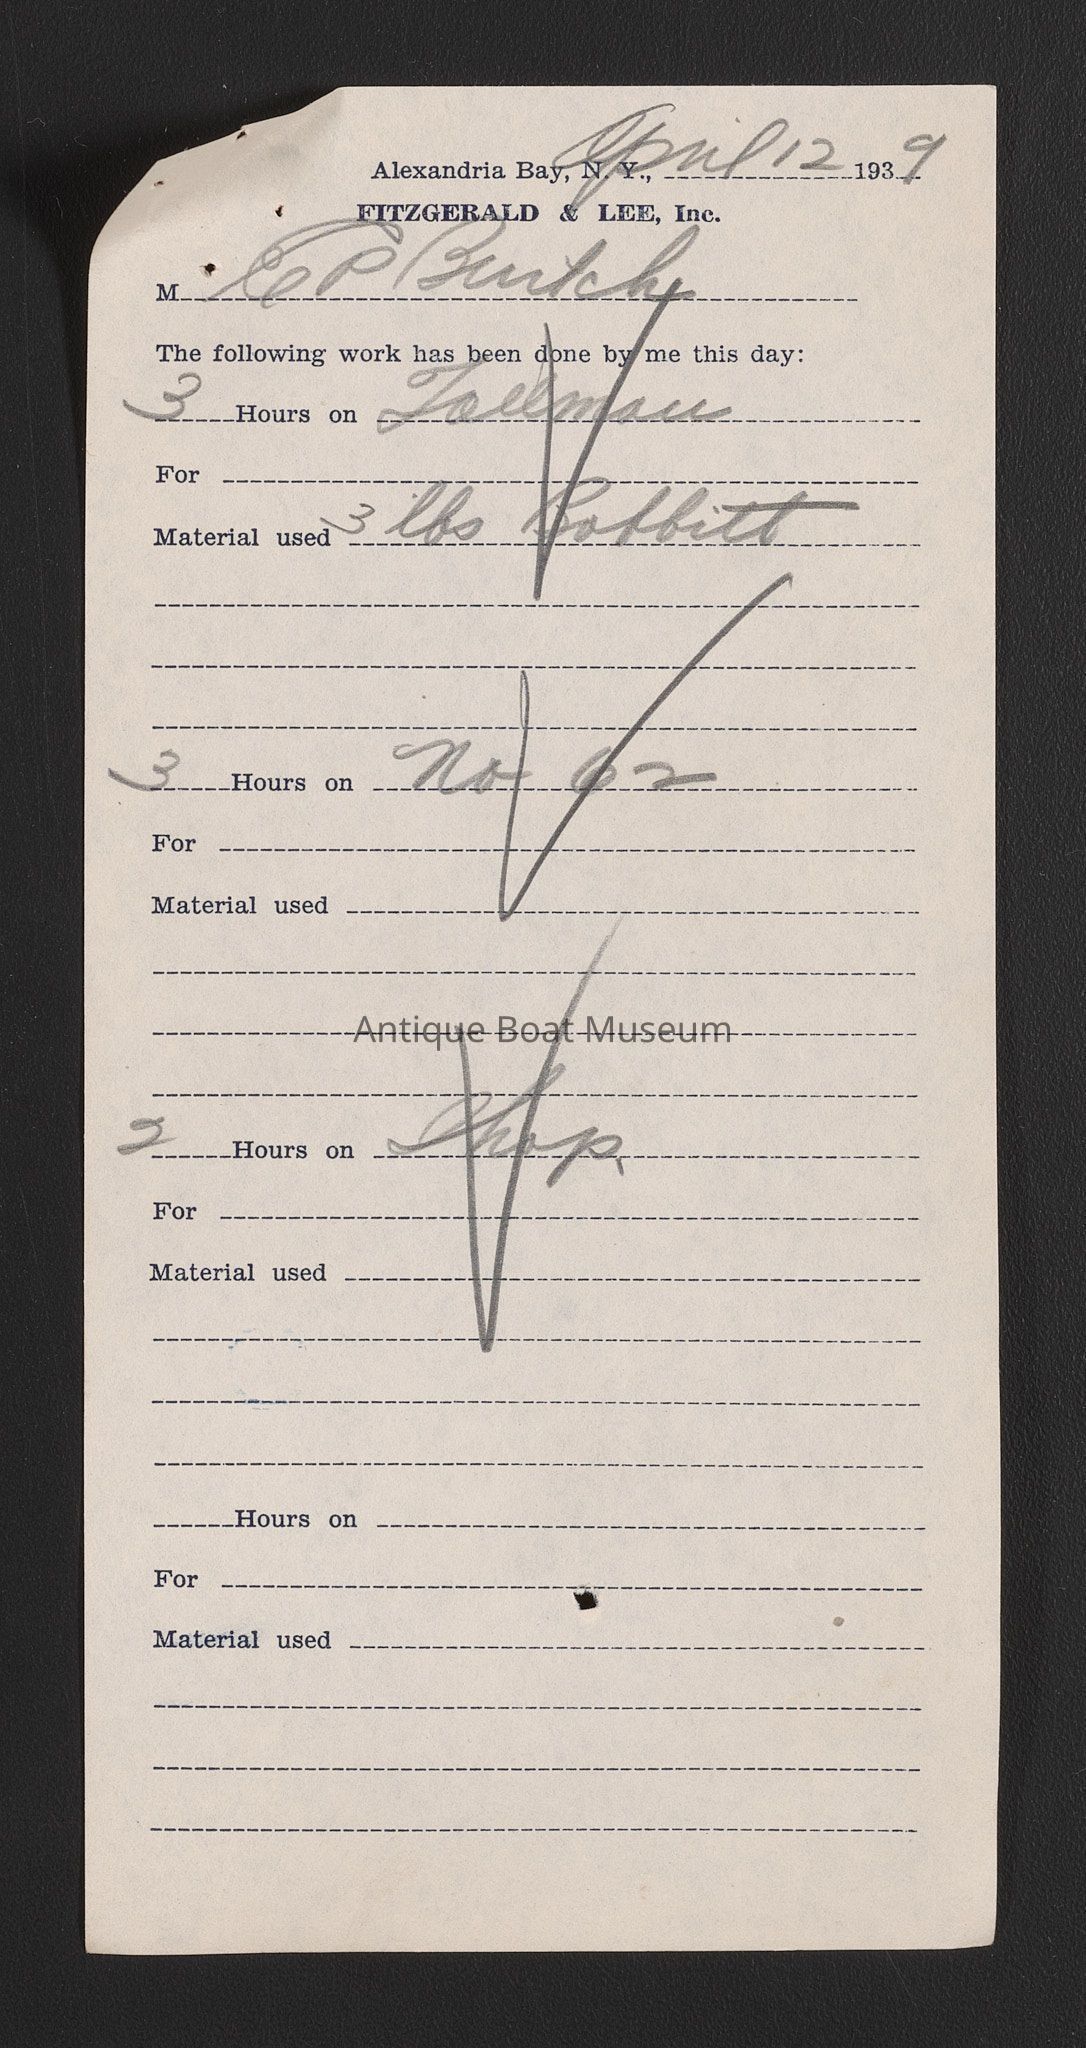 Alexandria Bay, N. Y., April 12 1939
FITZGERALD & LEE, Inc.
M E P Burtch
The following work has been done by me this day:
3 Hours on Tallman
For
Material used 3 lbs Babbitt
3 Hours on No 62
For
Material used
Antique Boat Museum
2 Hours on Shop.
For
Material used
Hours on
For
Material used